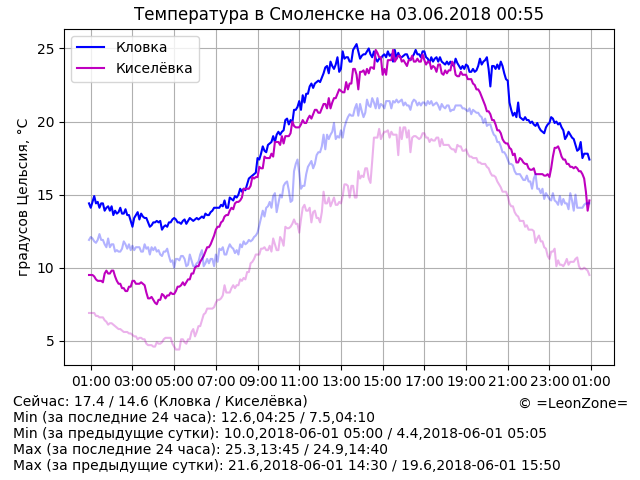 Температура в Смоленске на 03.06.2018 00:55
Кловка
Киселёвка
градусов Цельсия, °C
25
20
15
10
5
01:00 03:00 05:00 07:00 09:00 11:00 13:00 15:00 17:00 19:00 21:00 23:00 01:00
Сейчас: 17.4 / 14.6 (Кловка / Киселёвка)
© =LeonZone=
Min (за последние 24 часа): 12.6,04:25 / 7.5,04:10
Min (за предыдущие сутки): 10.0,2018-06-01 05:00 / 4.4,2018-06-01 05:05
Max (за последние 24 часа): 25.3,13:45 / 24.9,14:40
Max (за предыдущие сутки): 21.6,2018-06-01 14:30 / 19.6,2018-06-01 15:50